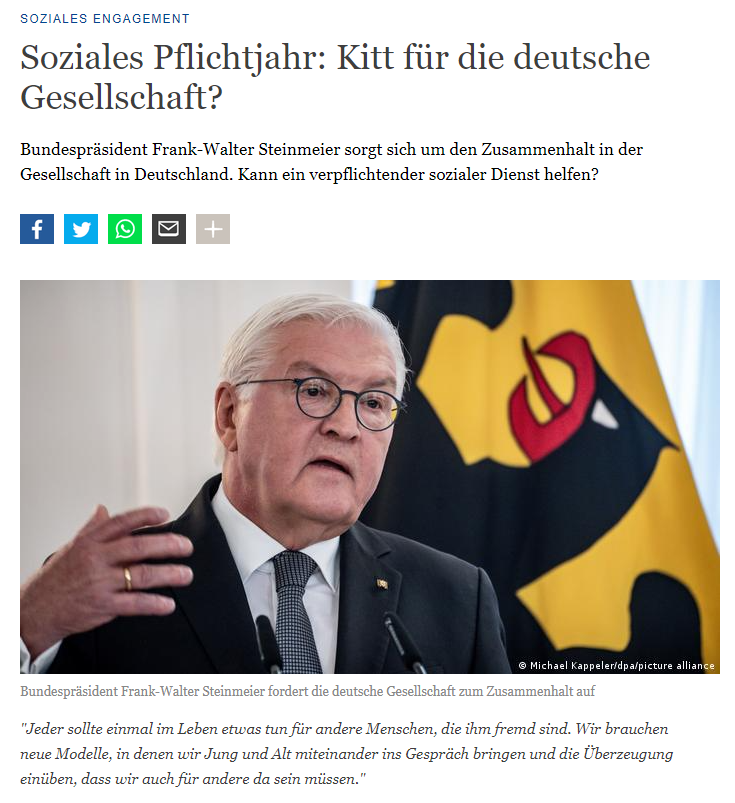 SOZIALES ENGAGEMENT
Soziales Pflichtjahr: Kitt für die deutsche
Gesellschaft?
Bundespräsident Frank-Walter Steinmeier sorgt sich um den Zusammenhalt in der
Gesellschaft in Deutschland. Kann ein verpflichtender sozialer Dienst helfen?
© Michael Kappeler/dpa/picture alliance
Bundespräsident Frank-Walter Steinmeier fordert die deutsche Gesellschaft zum Zusammenhalt auf
"Jeder sollte einmal im Leben etwas tun für andere Menschen, die ihm fremd sind. Wir brauchen
neue Modelle, in denen wir Jung und Alt miteinander ins Gespräch bringen und die Überzeugung
einüben, dass wir auch für andere da sein müssen."